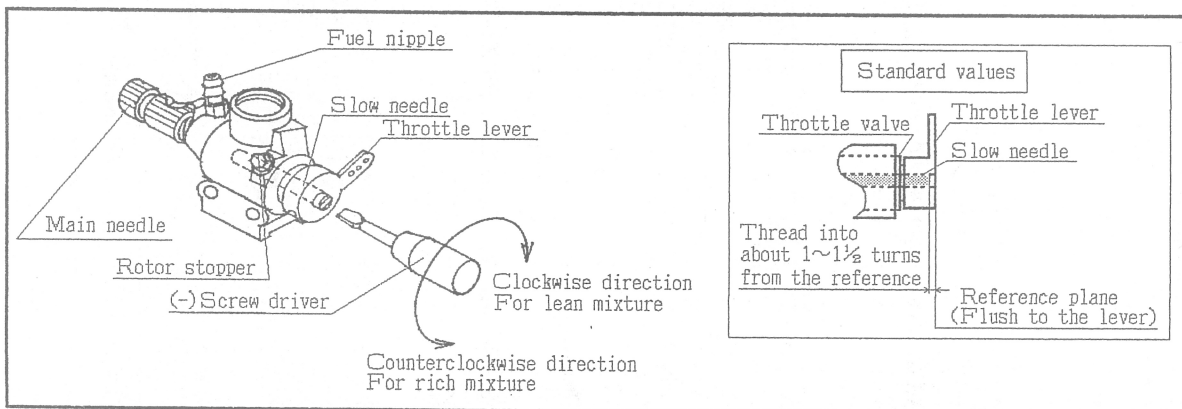 Fuel nipple
Slow needle
Throttle lever
Main needle
Rotor stopper
(-)Screw driver
Clockwise direction
For lean mixture
Counterclockwise direction
For rich mixture
Standard values
Throttle valve
Throttle lever
Slow needle
Thread into
about 1~1½ turns
from the reference
Reference plane
(Flush to the lever)